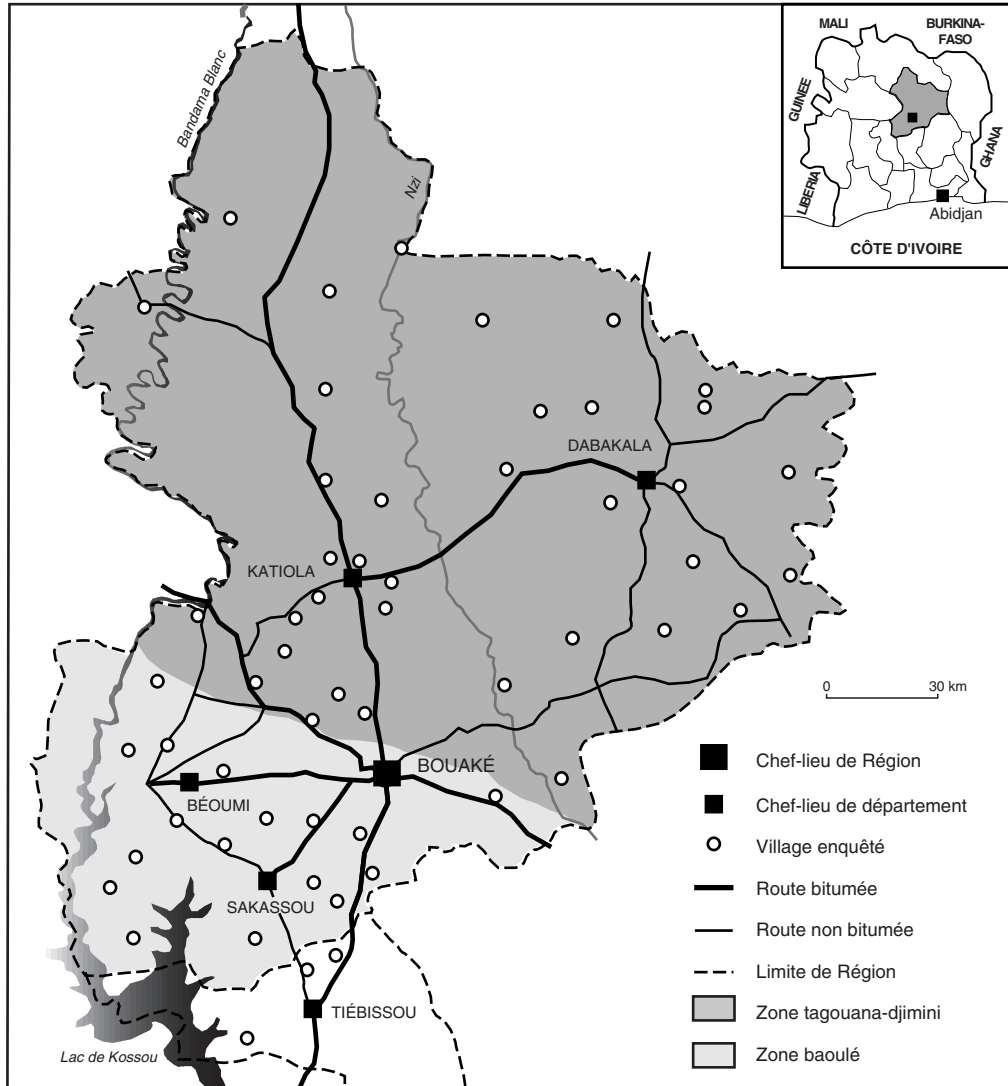 Bandama Blanc
Nzi
MALI
BURKINA-
FASO
GUINEE
GHANA
LIBERIA
Abidjan
CÔTE D'IVOIRE
DABAKALA
KATIOLA
0 30 km
BOUAKÉ
BÉOUMI
SAKASSOU
TIÉBISSOU
Lac de Kossou
Chef-lieu de Région
Chef-lieu de département
Village enquêté
Route bitumée
Route non bitumée
Limite de Région
Zone tagouana-djimini
Zone baoulé